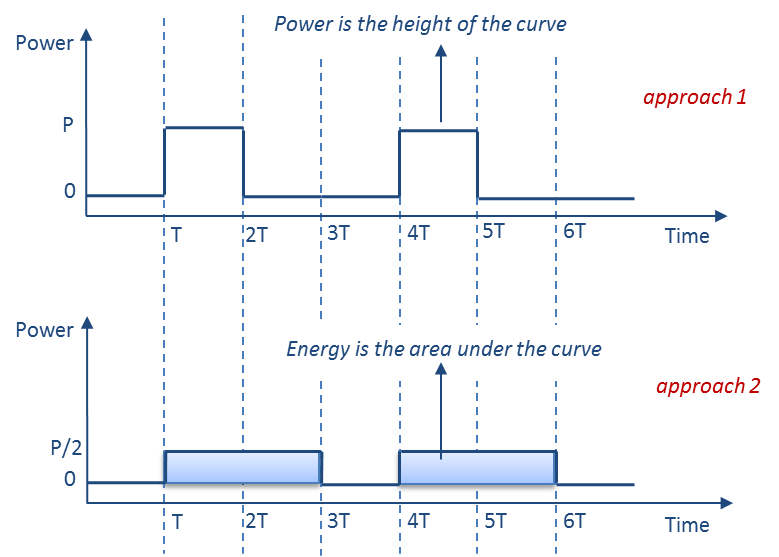 Power is the height of the curve
Power
approach 1
P
0
T 2T 3T 4T 5T 6T Time
Power
Energy is the area under the curve
approach 2
P/2
0
T 2T 3T 4T 5T 6T Time